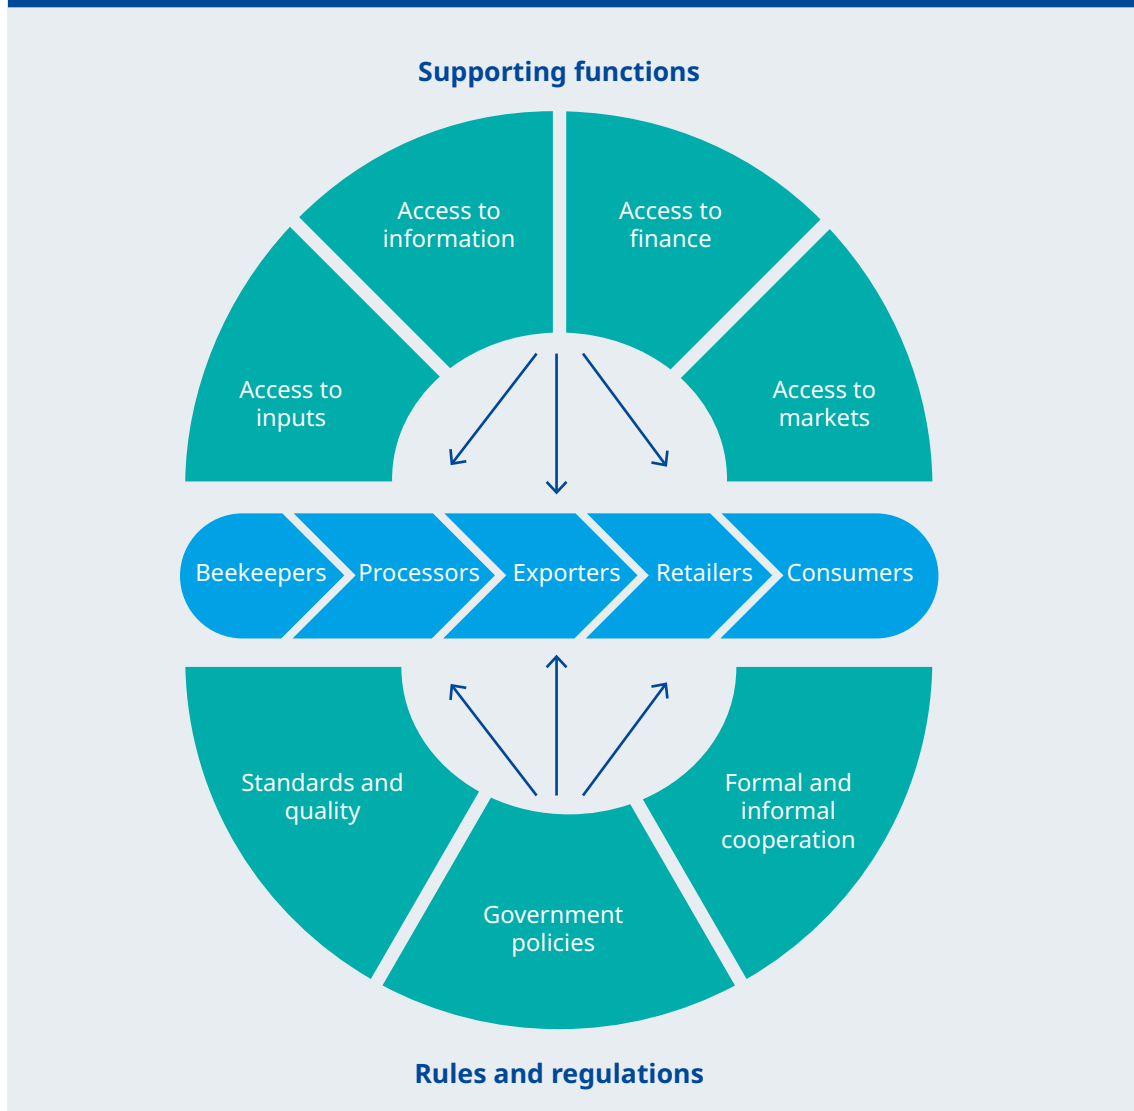 Supporting functions
Access to
information
Access to
finance
Access to
inputs
Access to
markets
Beekeepers
Processors
Exporters
Retailers
Consumers
Standards and
quality
Formal and
informal
cooperation
Government
policies
Rules and regulations